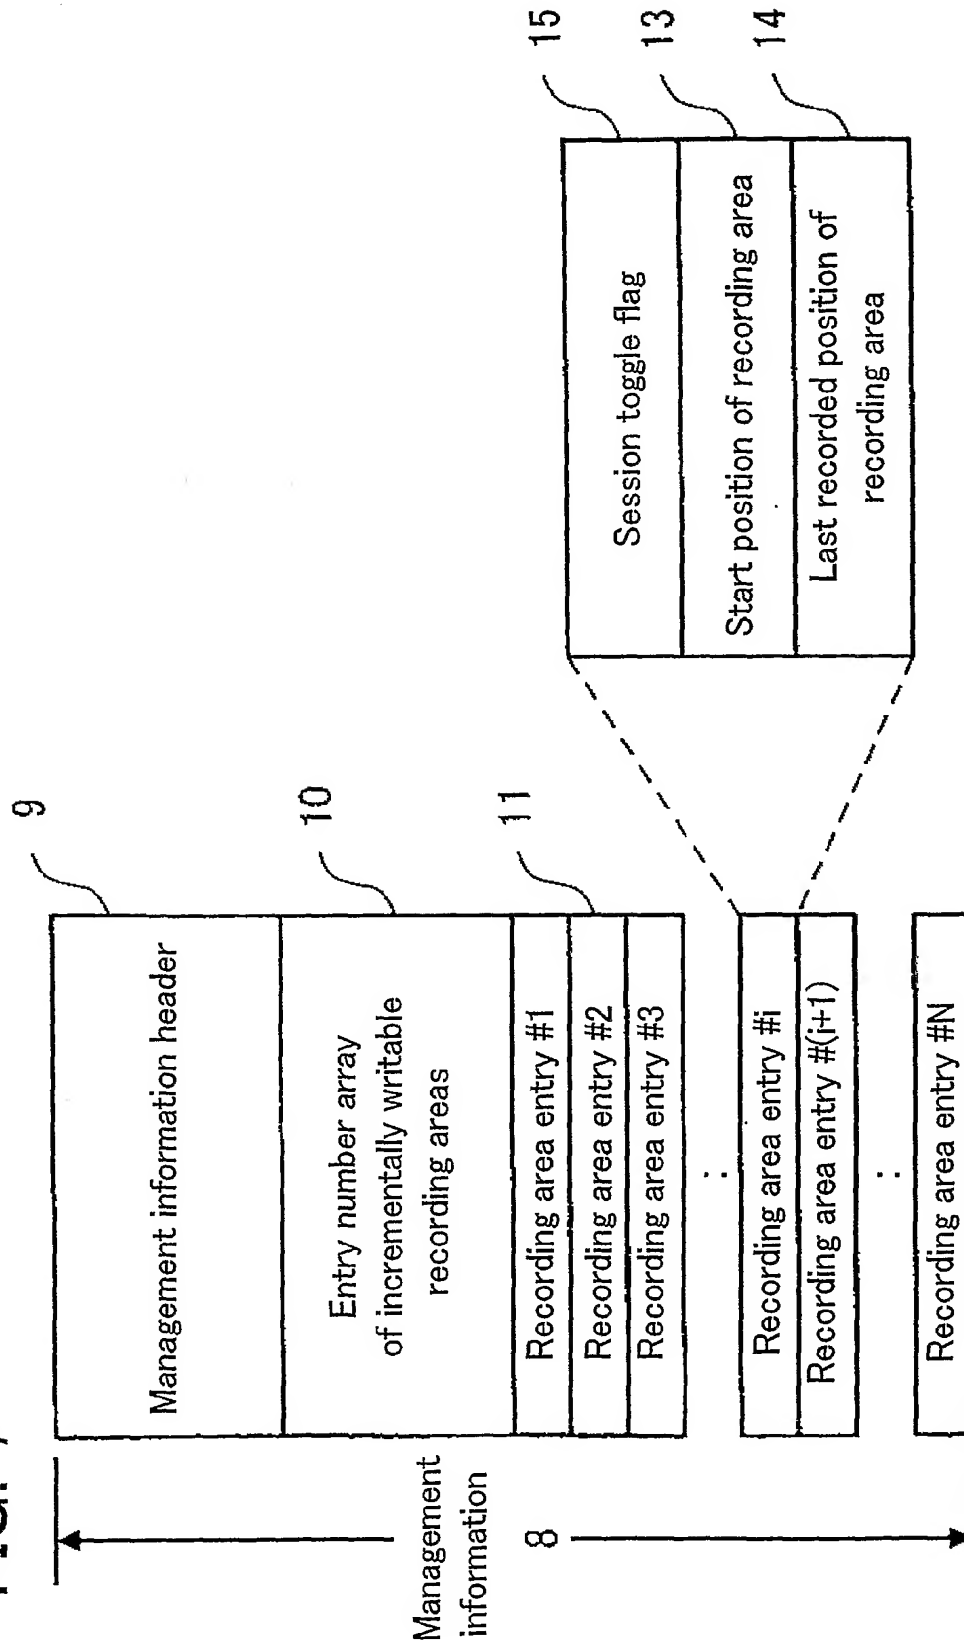 Management
information
8
Management information header
9
Entry number array
of incrementally writable
recording areas
10
Recording area entry #1
Recording area entry #2
11
Recording area entry #3
:
Recording area entry #i
Recording area entry #(i+1)
:
Recording area entry #N
Session toggle flag
15
Start position of recording area
13
Last recorded position of
recording area
14